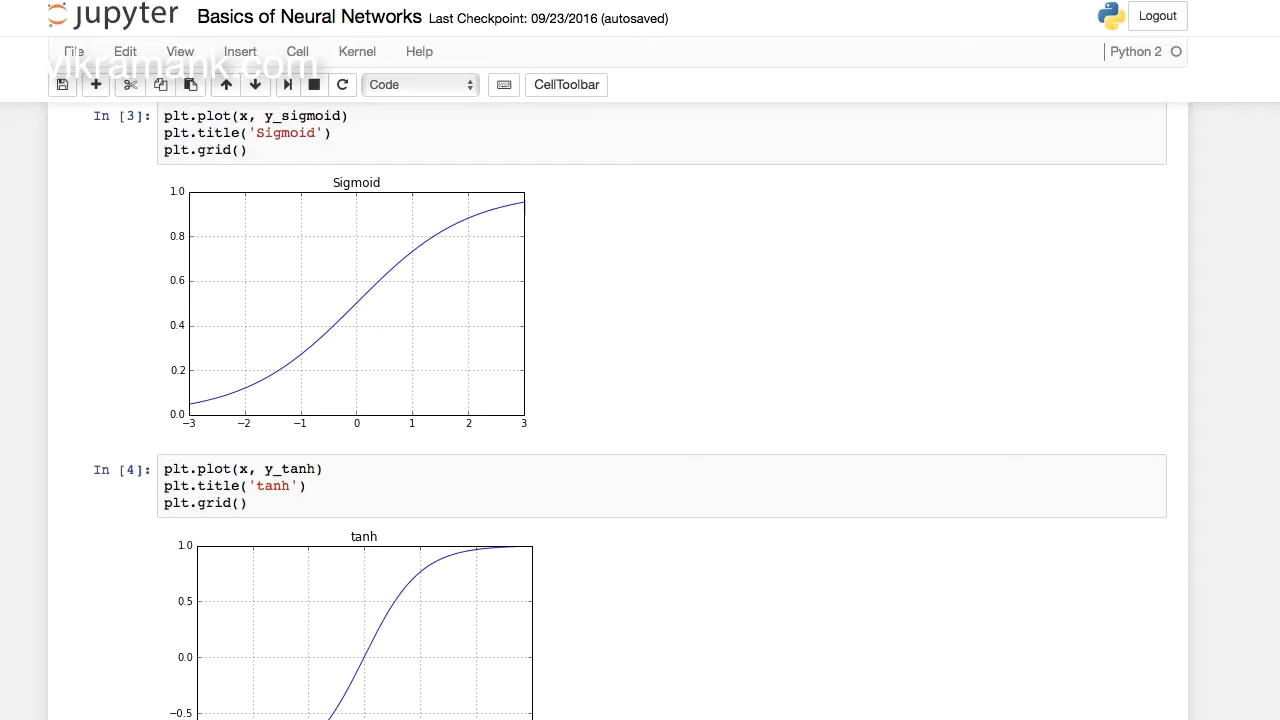 jupyter Basics of Neural Networks Last Checkpoint: 09/23/2016 (autosaved) Logout
File Edit View Insert Cell Kernel Help Python 2
vikramank.com
Code CellToolbar
In [3]: plt.plot(x, y_sigmoid)
plt.title('Sigmoid')
plt.grid()
Sigmoid
1.0
0.8
0.6
0.4
0.2
0.0
−3 −2 −1 0 1 2 3
In [4]: plt.plot(x, y_tanh)
plt.title('tanh')
plt.grid()
tanh
1.0
0.5
0.0
−0.5